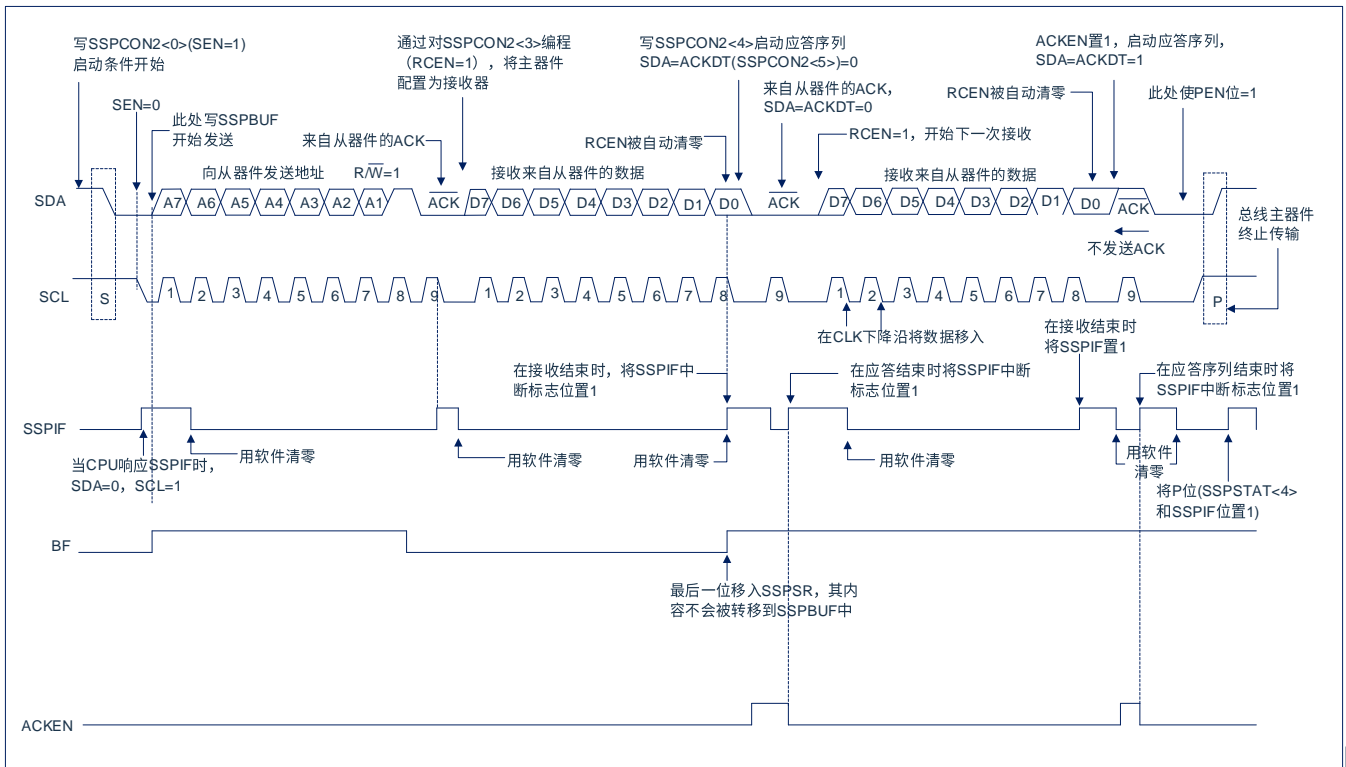 写SSPCON2<0>(SEN=1)
启动条件开始
通过对SSPCON2<3>编程
（RCEN=1），将主器件
配置为接收器
写SSPCON2<4>启动应答序列
SDA=ACKDT(SSPCON2<5>)=0
ACKEN置1，启动应答序列，
SDA=ACKDT=1
SEN=0
此处写SSPBUF
开始发送
来自从器件的ACK
来自从器件的ACK，
SDA=ACKDT=0
RCEN被自动清零
RCEN=1，开始下一次接收
RCEN被自动清零
此处使PEN位=1
向从器件发送地址
R/W=1
接收来自从器件的数据
接收来自从器件的数据
SDA
A7 A6 A5 A4 A3 A2 A1 ACK D7 D6 D5 D4 D3 D2 D1 D0 ACK D7 D6 D5 D4 D3 D2 D1 D0 ACK
总线主器件
终止传输
不发送ACK
SCL
S 1 2 3 4 5 6 7 8 9 1 2 3 4 5 6 7 8 9 1 2 3 4 5 6 7 8 9 P
在CLK下降沿将数据移入
在接收结束时
将SSPIF置1
在接收结束时，将SSPIF中
断标志位置1
在应答结束时将SSPIF中断
标志位置1
在应答序列结束时将
SSPIF中断标志位置1
SSPIF
用软件清零
用软件清零
用软件清零
用软件清零
用软件
清零
当CPU响应SSPIF时，
SDA=0，SCL=1
将P位(SSPSTAT<4>
和SSPIF位置1)
BF
最后一位移入SSPSR，其内
容不会被转移到SSPBUF中
ACKEN